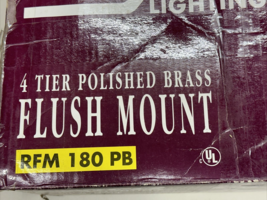 LIGHTING
4 TIER POLISHED BRASS
FLUSH MOUNT
RFM 180 PB
C UL